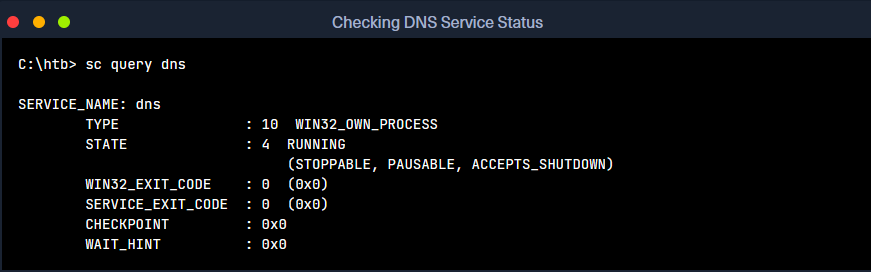 Checking DNS Service Status
C:\htb> sc query dns
SERVICE_NAME: dns
        TYPE               : 10  WIN32_OWN_PROCESS
        STATE              : 4  RUNNING
                                (STOPPABLE, PAUSABLE, ACCEPTS_SHUTDOWN)
        WIN32_EXIT_CODE    : 0  (0x0)
        SERVICE_EXIT_CODE  : 0  (0x0)
        CHECKPOINT         : 0x0
        WAIT_HINT          : 0x0